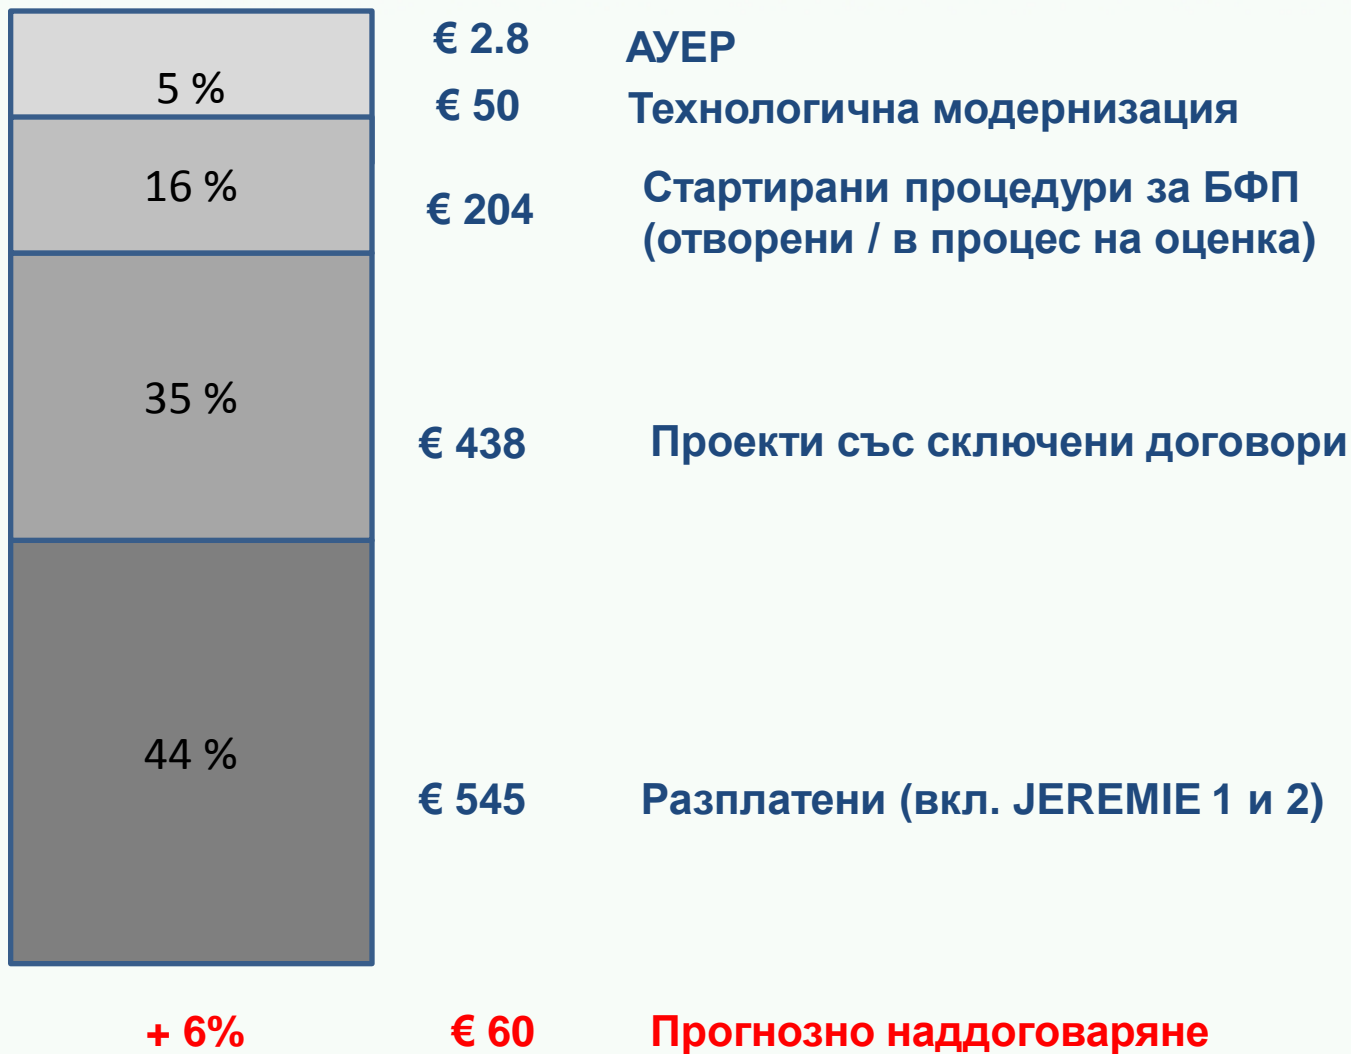 € 2.8 АУЕР
5 %
€ 50 Технологична модернизация
16 %
€ 204
Стартирани процедури за БФП
(отворени / в процес на оценка)
35 %
€ 438 Проекти със сключени договори
44 %
€ 545 Разплатени (вкл. JEREMIE 1 и 2)
+ 6% € 60 Прогнозно наддоговаряне